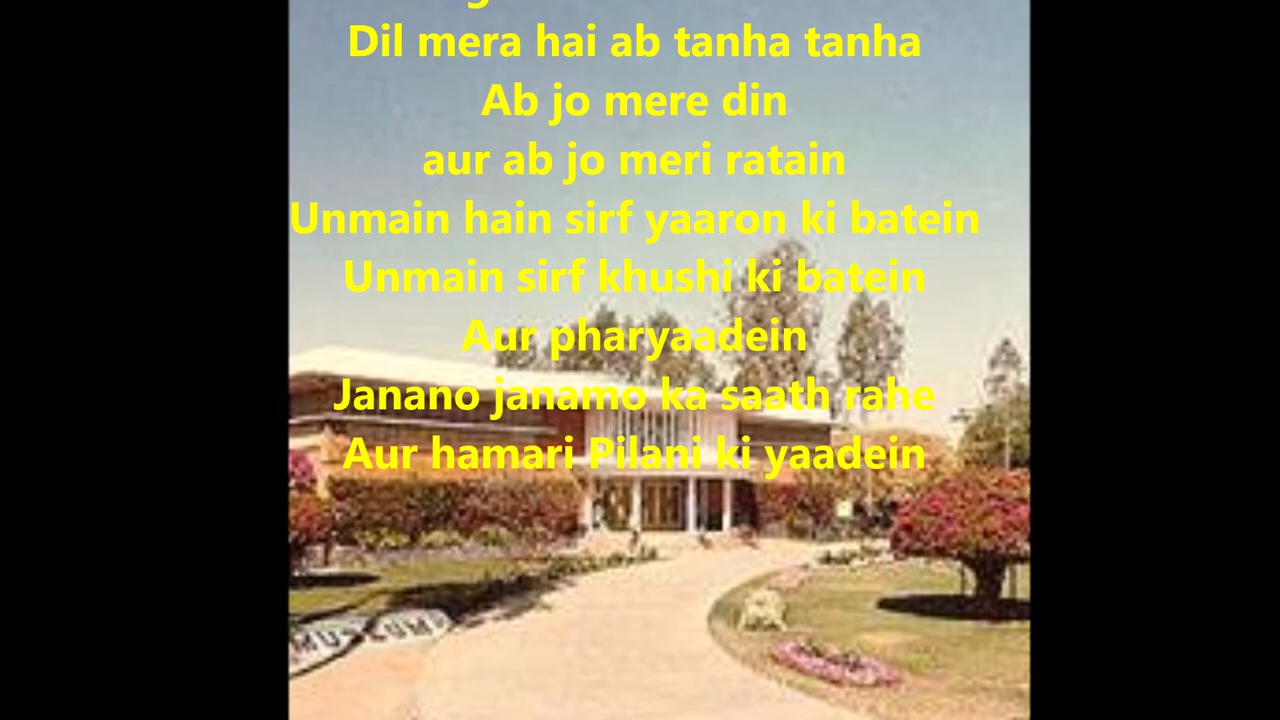 Dil mera hai ab tanha tanha
Ab jo mere din
aur ab jo meri ratain
Unmain hain sirf yaaron ki batein
Unmain sirf khushi ki batein
Aur pharyaadein
Janano janamo ka saath rahe
Aur hamari Pilani ki yaadein
MUSEUM